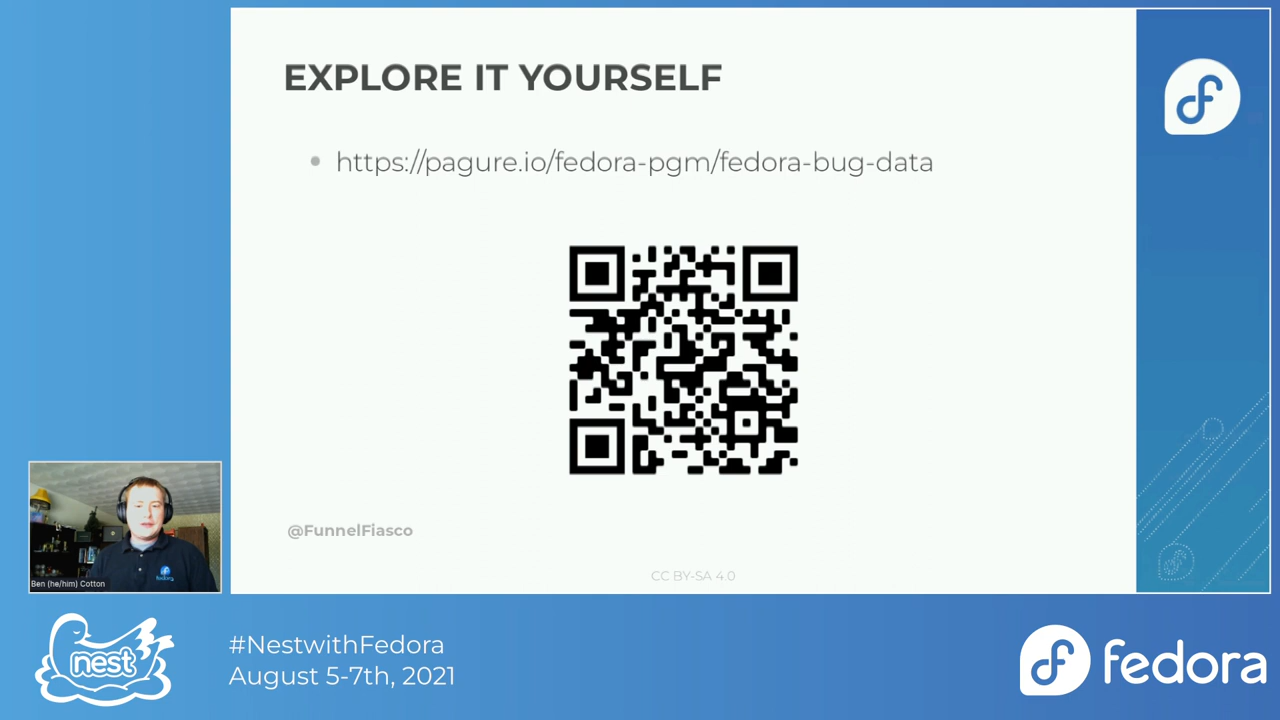 EXPLORE IT YOURSELF
https://pagure.io/fedora-pgm/fedora-bug-data
@FunnelFiasco
CC BY-SA 4.0
Ben (he/him) Cotton
fedora
nest
#NestwithFedora
August 5-7th, 2021
fedora